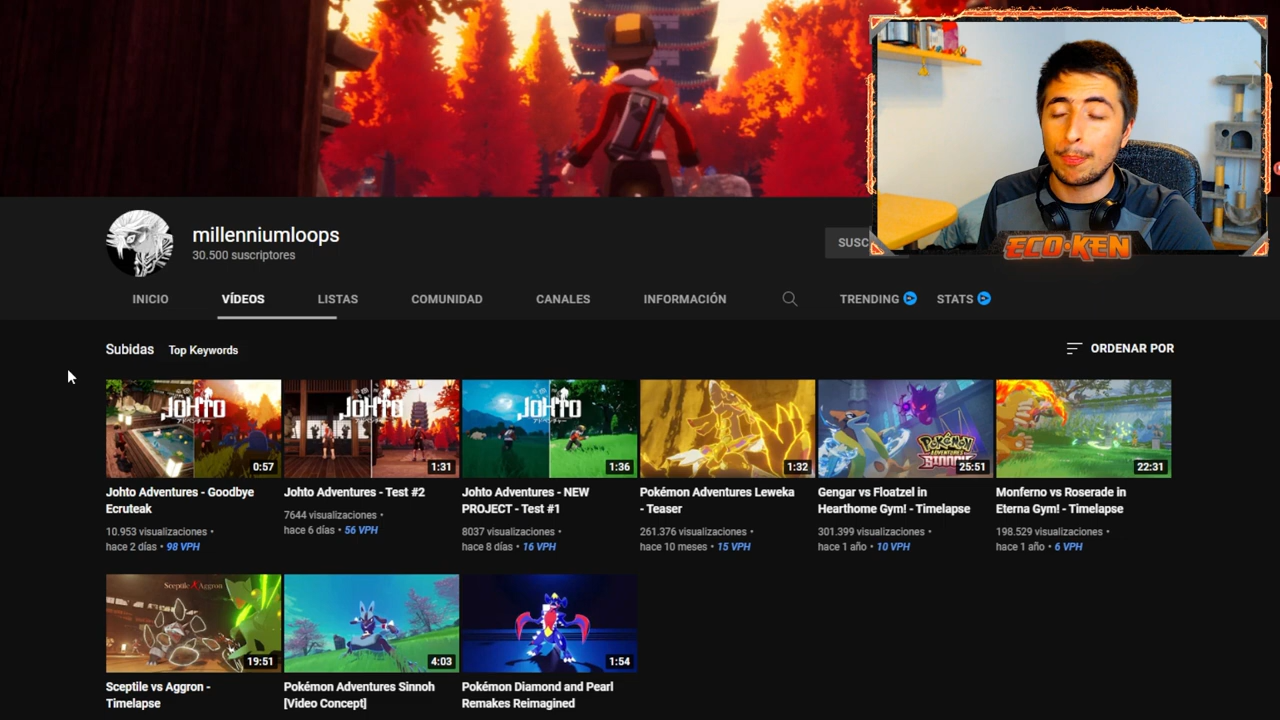 ECO·KEN
millenniumloops
30.500 suscriptores
SUSC
INICIO
VÍDEOS
LISTAS
COMUNIDAD
CANALES
INFORMACIÓN
TRENDING
STATS
Subidas
Top Keywords
ORDENAR POR
JOHTO
0:57
JOHTO
1:31
JOHTO
1:36
1:32
POKÉMON
ADVENTURES
SINNOH
25:51
22:31
Johto Adventures - Goodbye
Ecruteak
10.953 visualizaciones •
hace 2 días • 98 VPH
Johto Adventures - Test #2
7644 visualizaciones •
hace 6 días • 56 VPH
Johto Adventures - NEW
PROJECT - Test #1
8037 visualizaciones •
hace 8 días • 16 VPH
Pokémon Adventures Leweka
- Teaser
261.376 visualizaciones •
hace 10 meses • 15 VPH
Gengar vs Floatzel in
Hearthome Gym! - Timelapse
301.399 visualizaciones •
hace 1 año • 10 VPH
Monferno vs Roserade in
Eterna Gym! - Timelapse
198.529 visualizaciones •
hace 1 año • 6 VPH
Sceptile Aggron
19:51
4:03
1:54
Sceptile vs Aggron -
Timelapse
Pokémon Adventures Sinnoh
[Video Concept]
Pokémon Diamond and Pearl
Remakes Reimagined